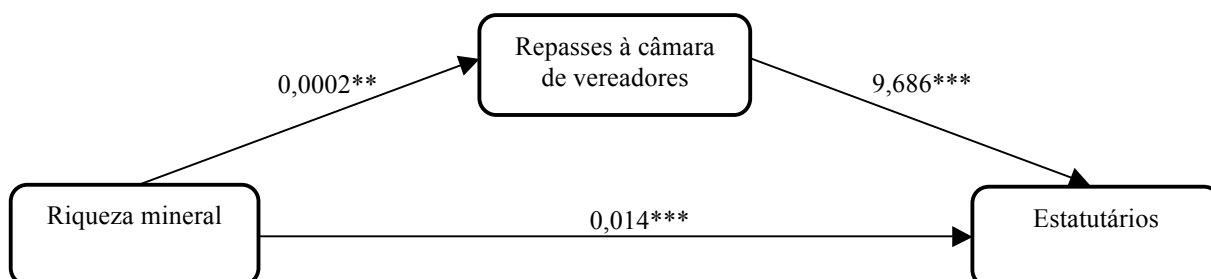 Repasses à câmara
de vereadores
0,0002**
9,686***
Riqueza mineral
0,014***
Estatutários